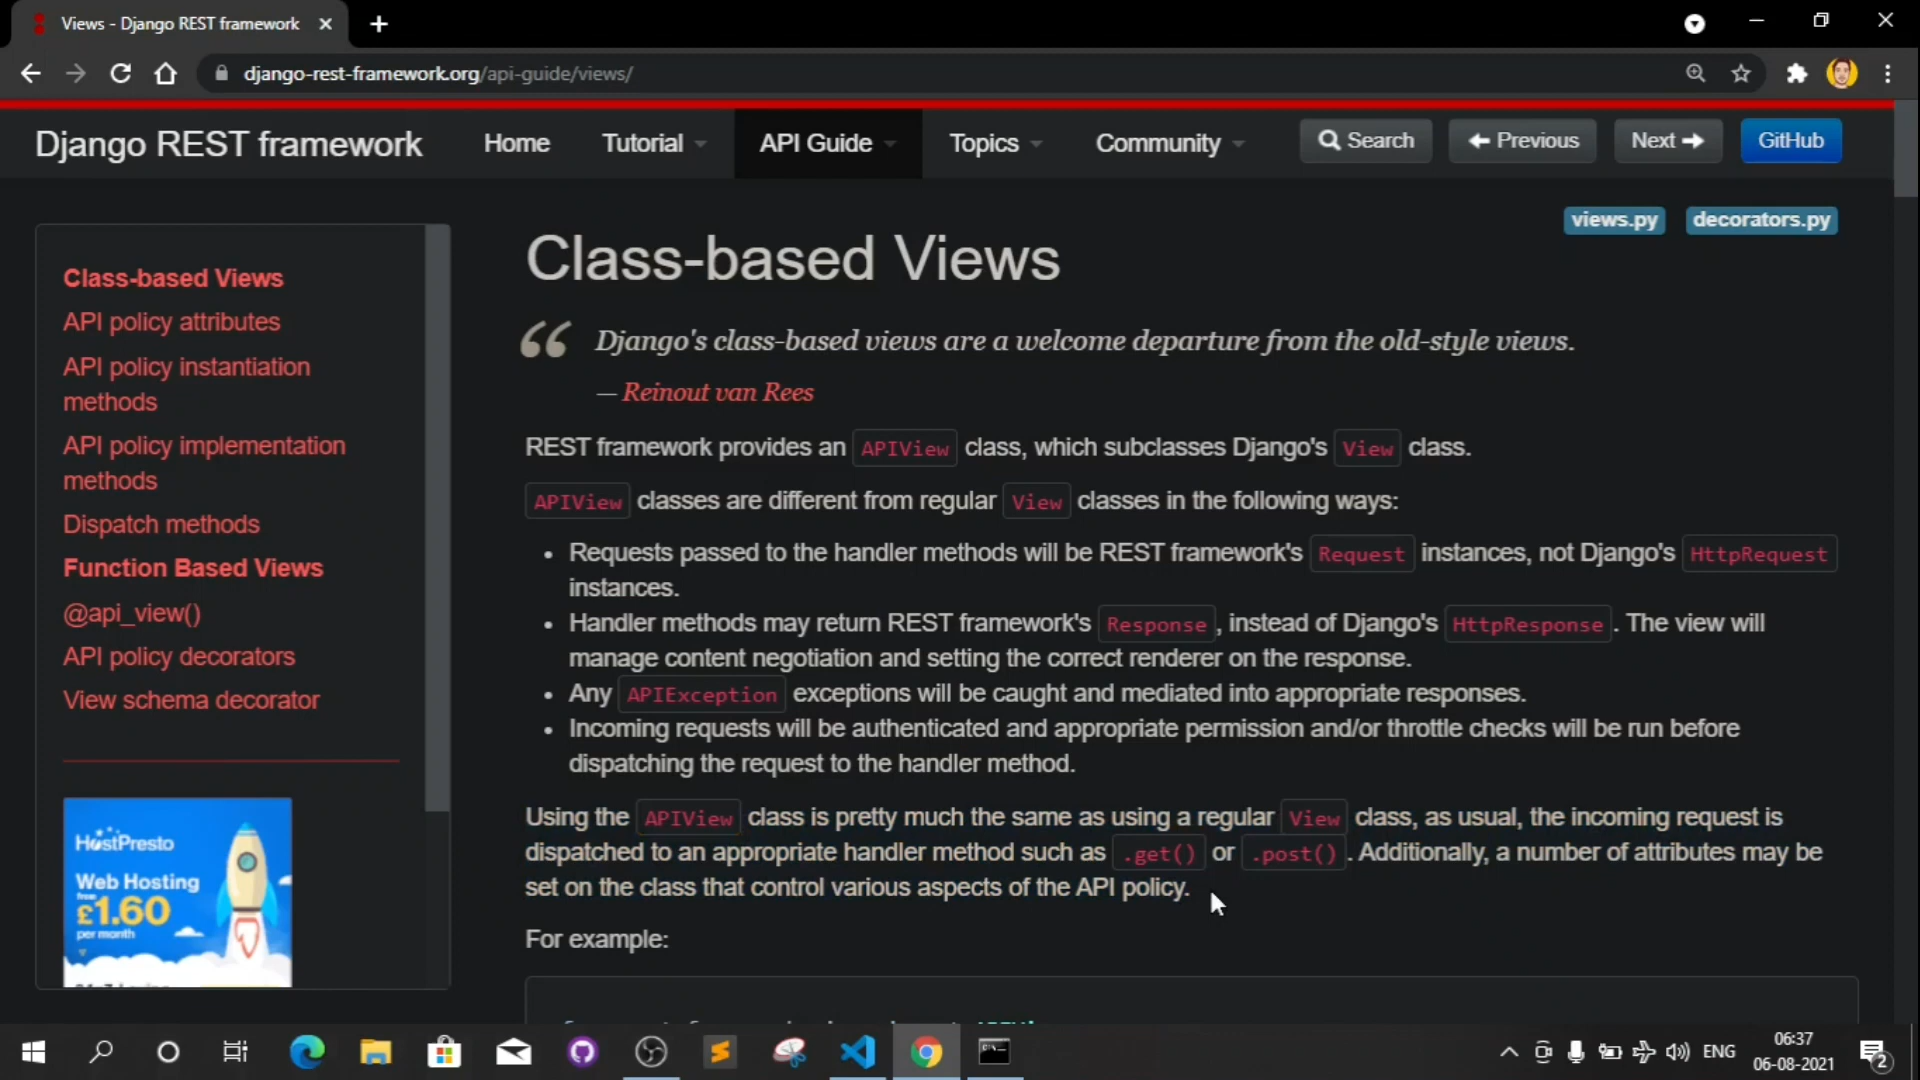 Views - Django REST framework
django-rest-framework.org/api-guide/views/
Django REST framework Home Tutorial API Guide Topics Community Search Previous Next GitHub
views.py decorators.py
Class-based Views
API policy attributes
API policy instantiation
methods
API policy implementation
methods
Dispatch methods
Function Based Views
@api_view()
API policy decorators
View schema decorator
HostPresto
Web Hosting
from
£1.60
per month
Class-based Views
“ Django's class-based views are a welcome departure from the old-style views.
— Reinout van Rees
REST framework provides an APIView class, which subclasses Django's View class.
APIView classes are different from regular View classes in the following ways:
• Requests passed to the handler methods will be REST framework's Request instances, not Django's HttpRequest
instances.
• Handler methods may return REST framework's Response, instead of Django's HttpResponse. The view will
manage content negotiation and setting the correct renderer on the response.
• Any APIException exceptions will be caught and mediated into appropriate responses.
• Incoming requests will be authenticated and appropriate permission and/or throttle checks will be run before
dispatching the request to the handler method.
Using the APIView class is pretty much the same as using a regular View class, as usual, the incoming request is
dispatched to an appropriate handler method such as .get() or .post(). Additionally, a number of attributes may be
set on the class that control various aspects of the API policy.
For example:
ENG
06:37
06-08-2021
2